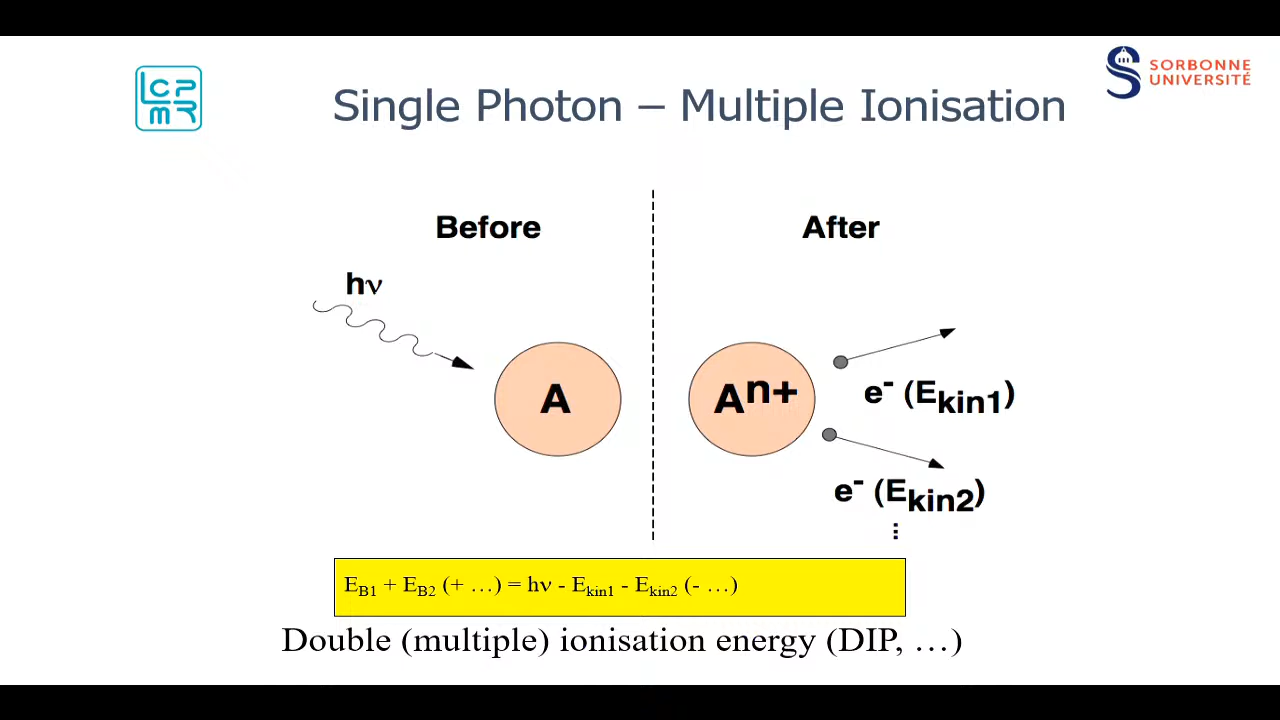 LCPMR
SORBONNE
UNIVERSITÉ
Single Photon – Multiple Ionisation
Before
After
hν
A
Aⁿ⁺
e⁻ (Ekin1)
e⁻ (Ekin2)
⋮
EB1 + EB2 (+ …) = hν - Ekin1 - Ekin2 (- …)
Double (multiple) ionisation energy (DIP, …)